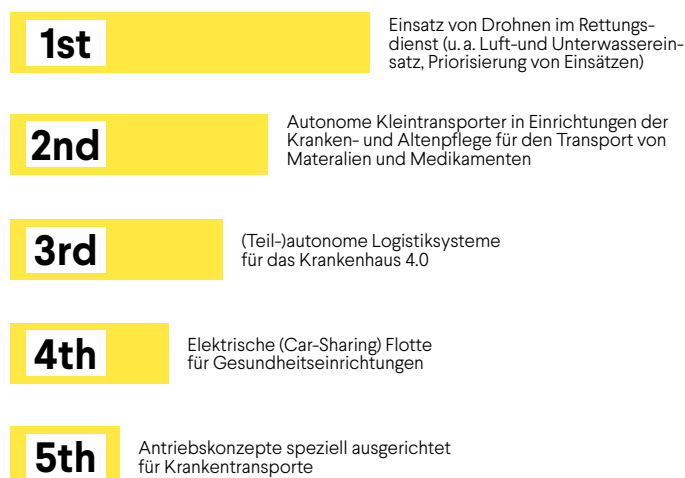 1st
Einsatz von Drohnen im Rettungs-
dienst (u. a. Luft-und Unterwasserein-
satz, Priorisierung von Einsätzen)
2nd
Autonome Kleintransporter in Einrichtungen der
Kranken- und Altenpflege für den Transport von
Materalien und Medikamenten
3rd
(Teil-)autonome Logistiksysteme
für das Krankenhaus 4.0
4th
Elektrische (Car-Sharing) Flotte
für Gesundheitseinrichtungen
5th
Antriebskonzepte speziell ausgerichtet
für Krankentransporte